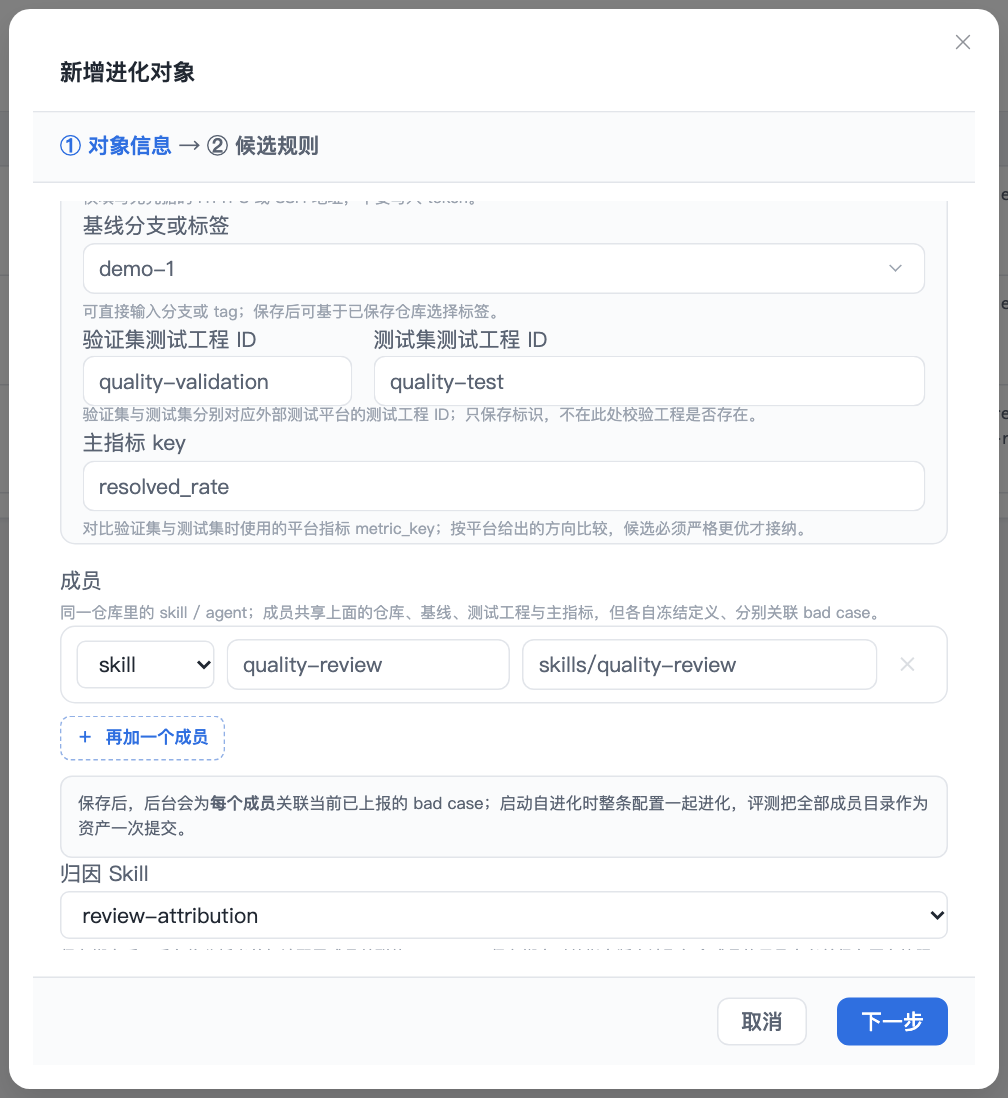 新增进化对象
① 对象信息 → ② 候选规则
基线分支或标签
demo-1
可直接输入分支或 tag；保存后可基于已保存仓库选择标签。
验证集测试工程 ID
测试集测试工程 ID
quality-validation
quality-test
验证集与测试集分别对应外部测试平台的测试工程 ID；只保存标识，不在此处校验工程是否存在。
主指标 key
resolved_rate
对比验证集与测试集时使用的平台指标 metric_key；按平台给出的方向比较，候选必须严格更优才接纳。
成员
同一仓库里的 skill / agent；成员共享上面的仓库、基线、测试工程与主指标，但各自冻结定义、分别关联 bad case。
skill
quality-review
skills/quality-review
+ 再加一个成员
保存后，后台会为每个成员关联当前已上报的 bad case；启动自进化时整条配置一起进化，评测把全部成员目录作为
资产一次提交。
归因 Skill
review-attribution
取消
下一步